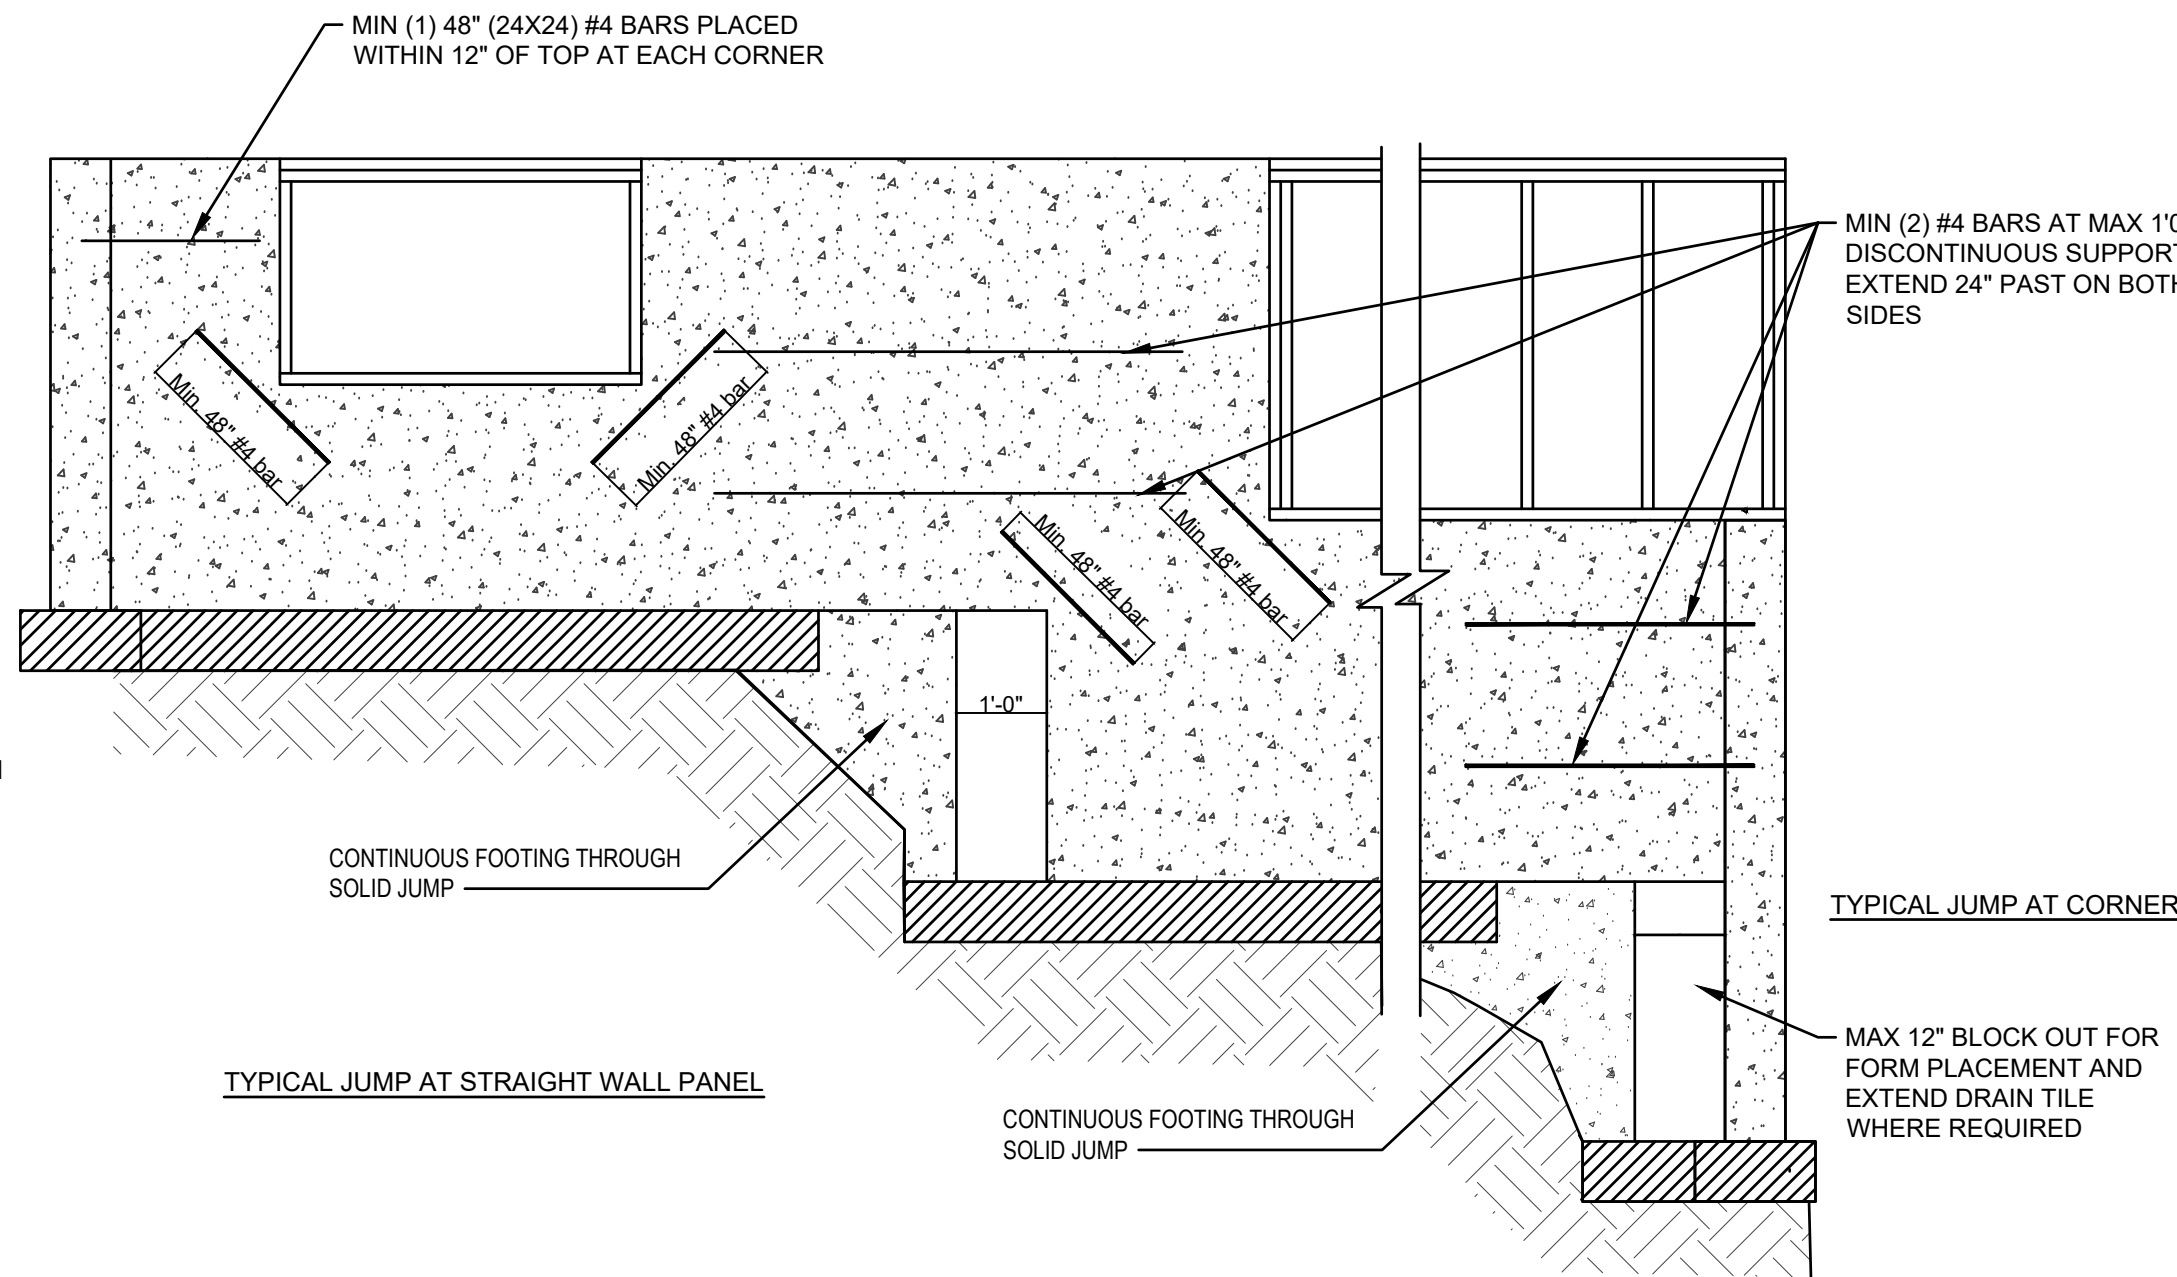 MIN (1) 48" (24X24) #4 BARS PLACED
WITHIN 12" OF TOP AT EACH CORNER
MIN (2) #4 BARS AT MAX 1'0
DISCONTINUOUS SUPPORT
EXTEND 24" PAST ON BOTH
SIDES
Min. 48" #4 bar
Min. 48" #4 bar
Min. 48" #4 bar
Min. 48" #4 bar
1'-0"
CONTINUOUS FOOTING THROUGH
SOLID JUMP
TYPICAL JUMP AT CORNER
TYPICAL JUMP AT STRAIGHT WALL PANEL
MAX 12" BLOCK OUT FOR
FORM PLACEMENT AND
EXTEND DRAIN TILE
WHERE REQUIRED
CONTINUOUS FOOTING THROUGH
SOLID JUMP